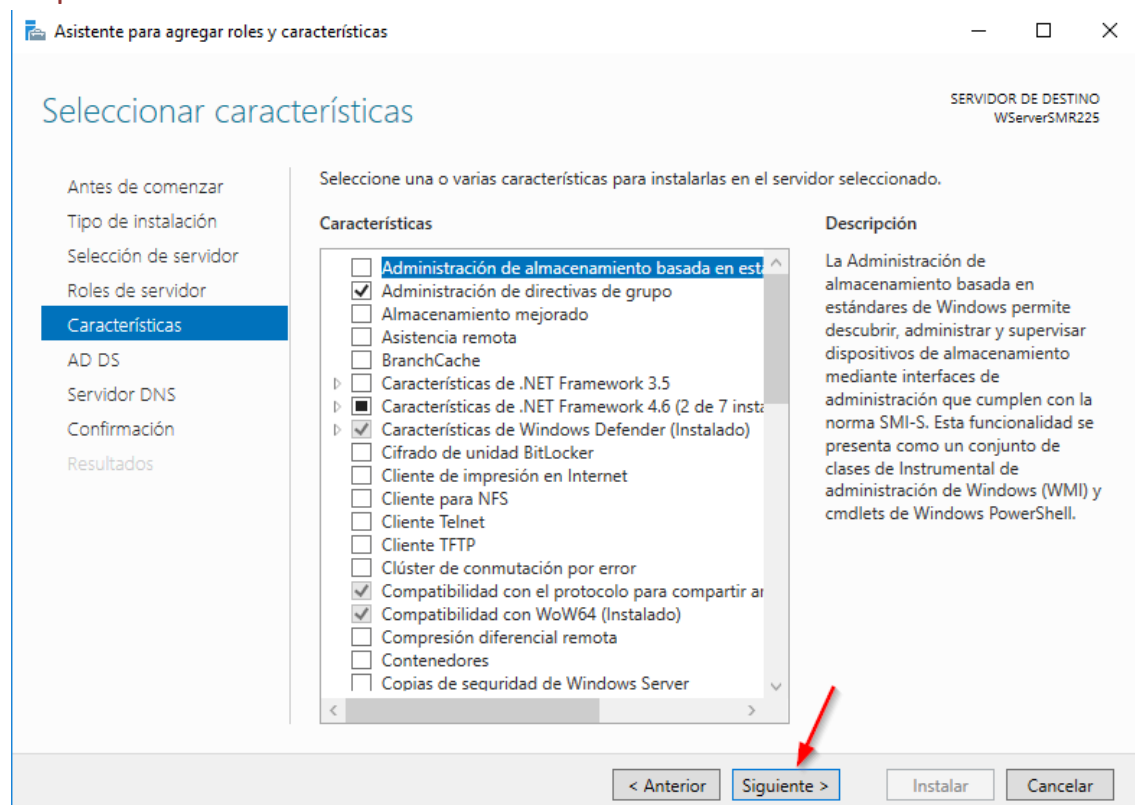 Asistente para agregar roles y características
Seleccionar características
SERVIDOR DE DESTINO
WServerSMR225
Antes de comenzar
Tipo de instalación
Selección de servidor
Roles de servidor
Características
AD DS
Servidor DNS
Confirmación
Resultados
Seleccione una o varias características para instalarlas en el servidor seleccionado.
Características
Administración de almacenamiento basada en está
Administración de directivas de grupo
Almacenamiento mejorado
Asistencia remota
BranchCache
Características de .NET Framework 3.5
Características de .NET Framework 4.6 (2 de 7 insta
Características de Windows Defender (Instalado)
Cifrado de unidad BitLocker
Cliente de impresión en Internet
Cliente para NFS
Cliente Telnet
Cliente TFTP
Clúster de conmutación por error
Compatibilidad con el protocolo para compartir ar
Compatibilidad con WoW64 (Instalado)
Compresión diferencial remota
Contenedores
Copias de seguridad de Windows Server
Descripción
La Administración de
almacenamiento basada en
estándares de Windows permite
descubrir, administrar y supervisar
dispositivos de almacenamiento
mediante interfaces de
administración que cumplen con la
norma SMI-S. Esta funcionalidad se
presenta como un conjunto de
clases de Instrumental de
administración de Windows (WMI) y
cmdlets de Windows PowerShell.
< Anterior
Siguiente >
Instalar
Cancelar